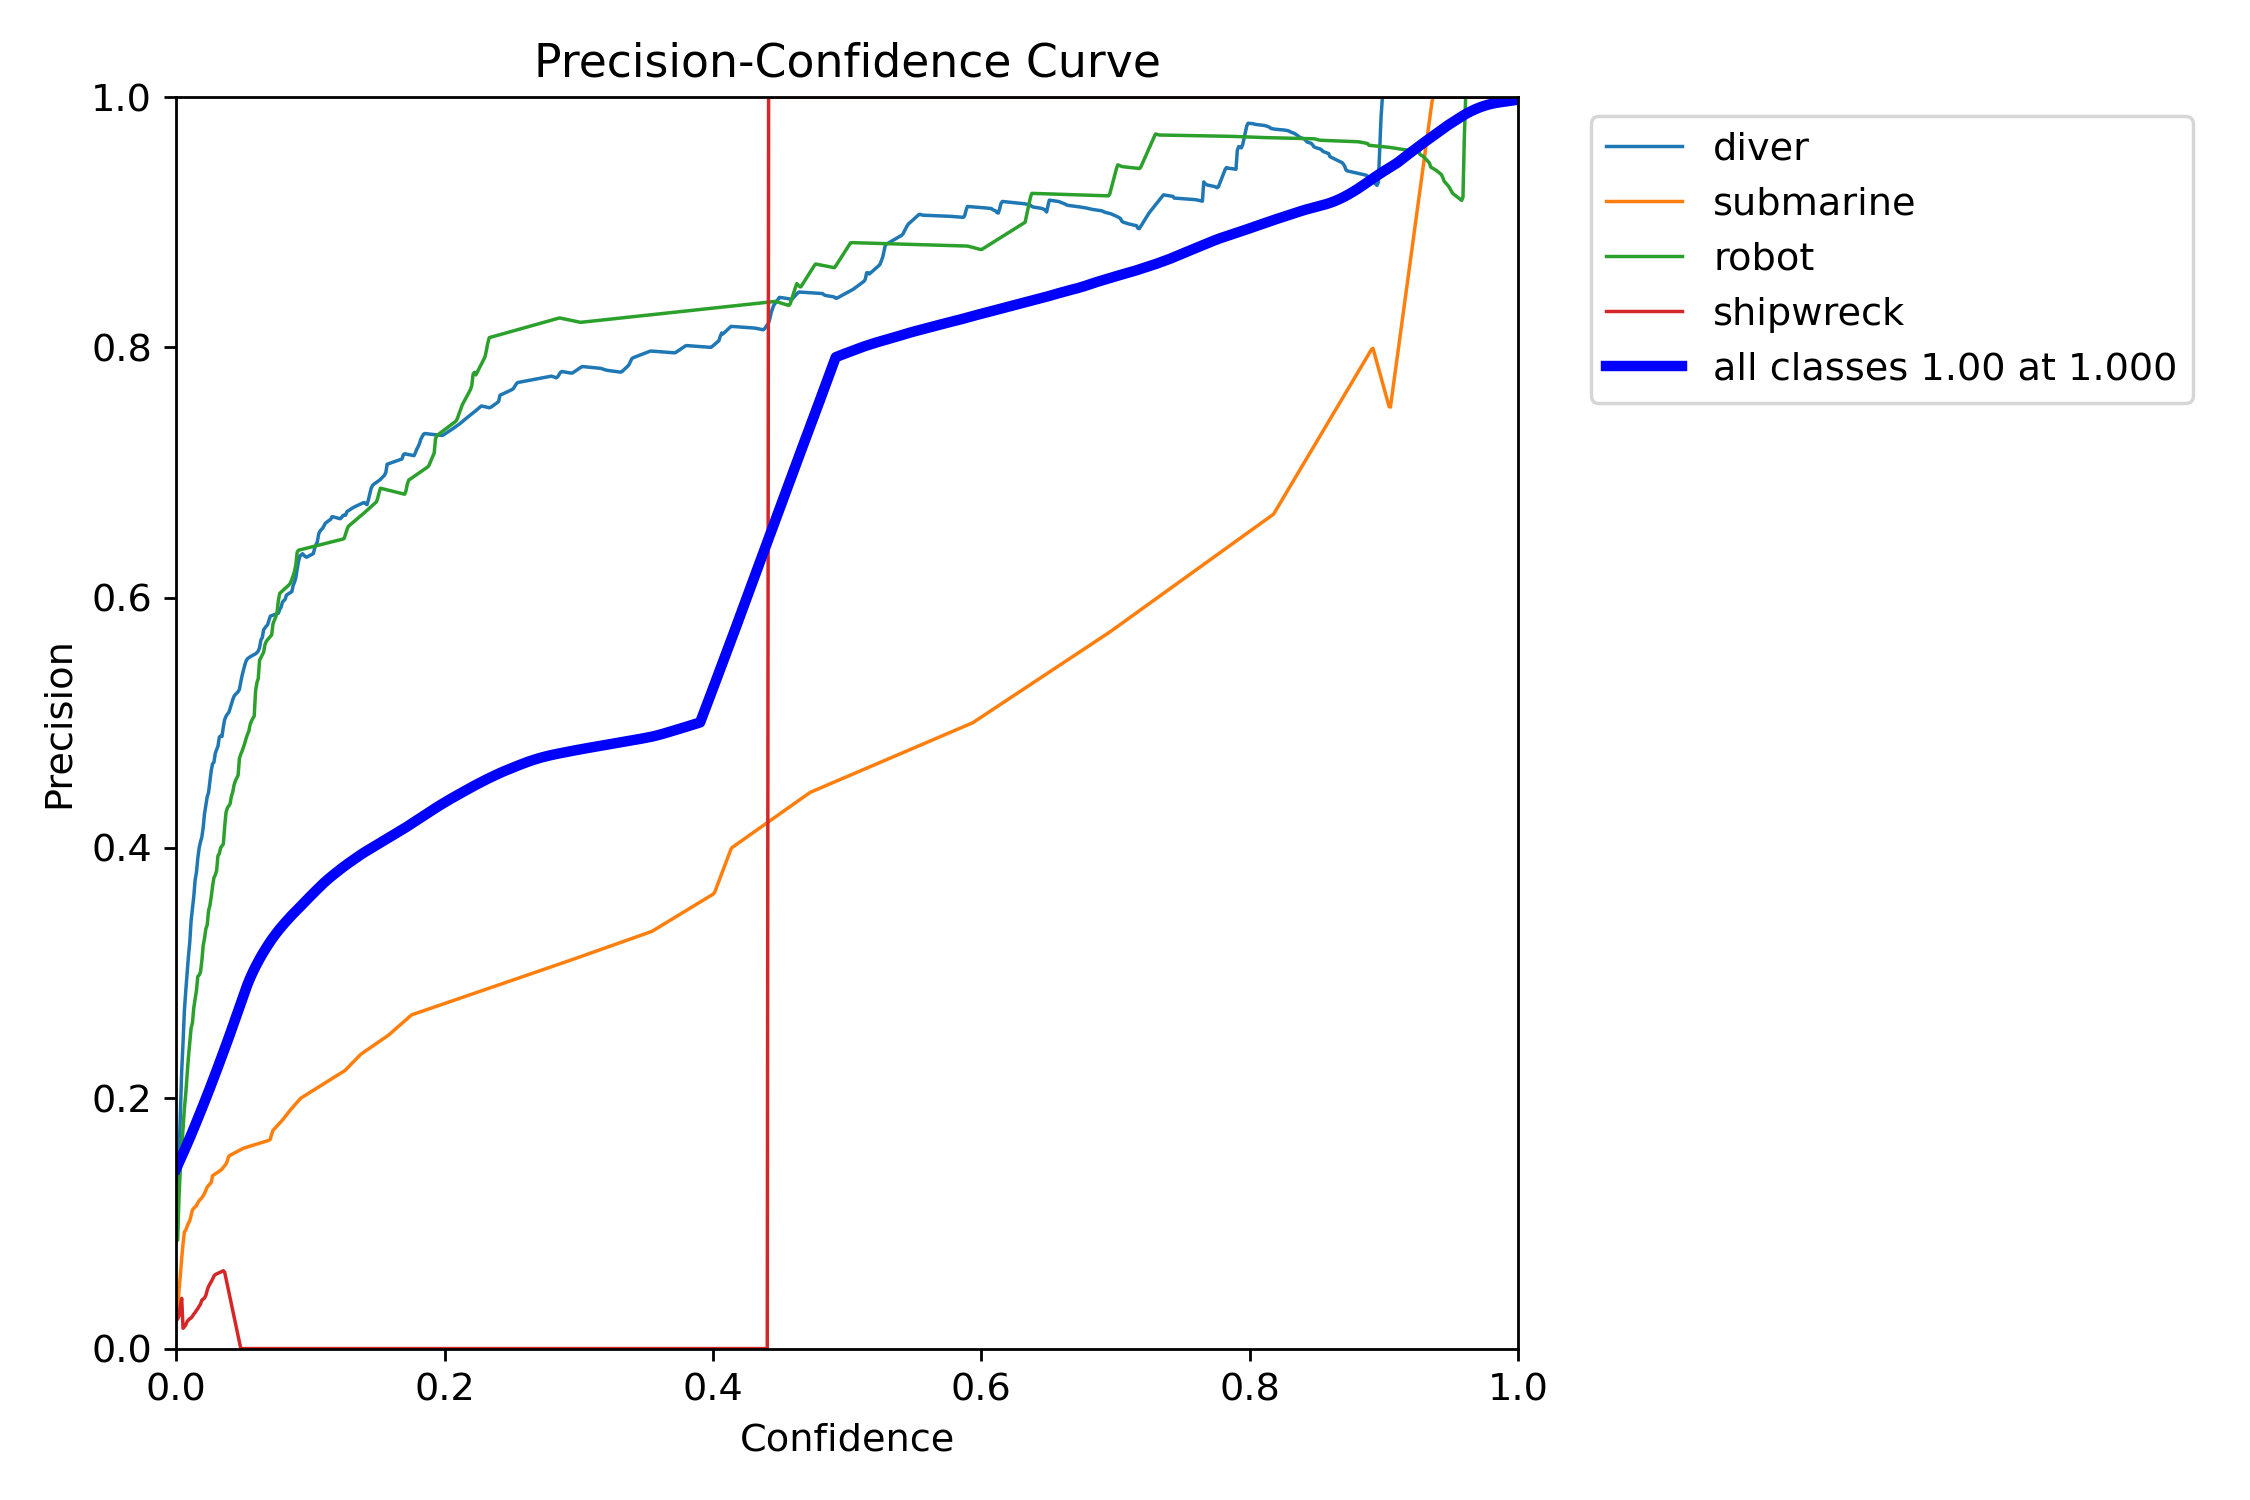 Precision-Confidence Curve
1.0
0.8
0.6
0.4
0.2
0.0
Precision
0.0 0.2 0.4 0.6 0.8 1.0
Confidence
diver
submarine
robot
shipwreck
all classes 1.00 at 1.000